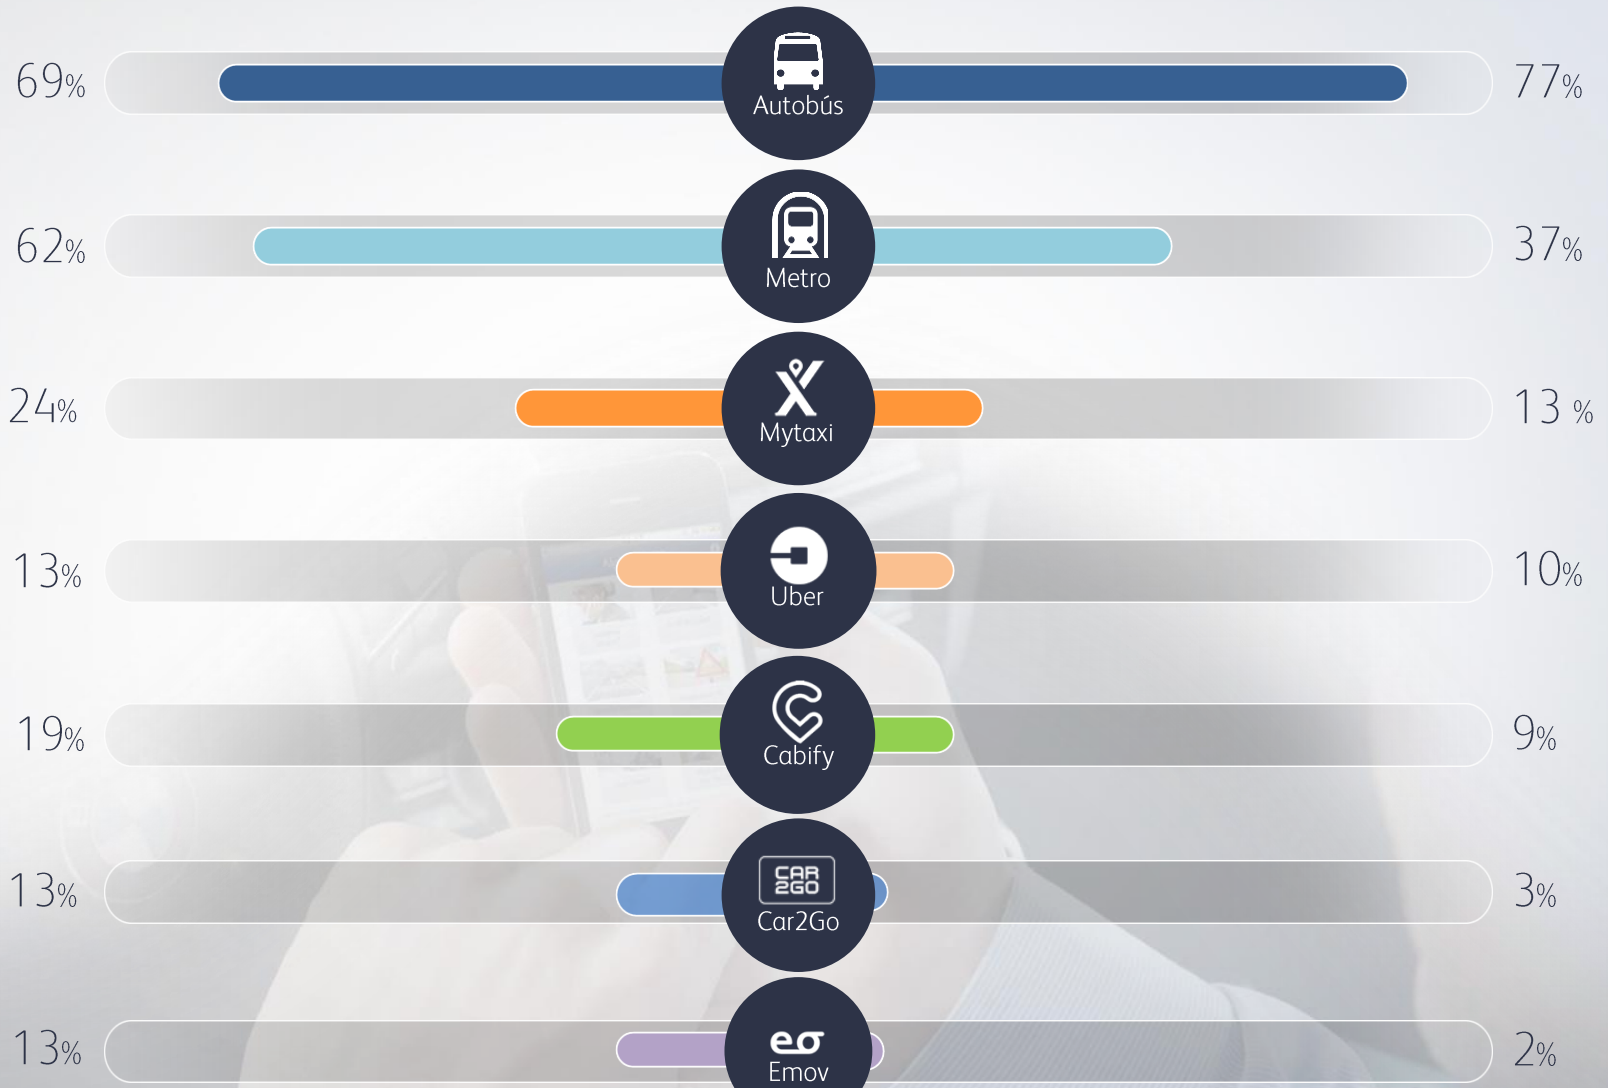 69% Autobús 77%
62% Metro 37%
24% Mytaxi 13 %
13% Uber 10%
19% Cabify 9%
CAR
2GO
13% Car2Go 3%
eo
13% Emov 2%